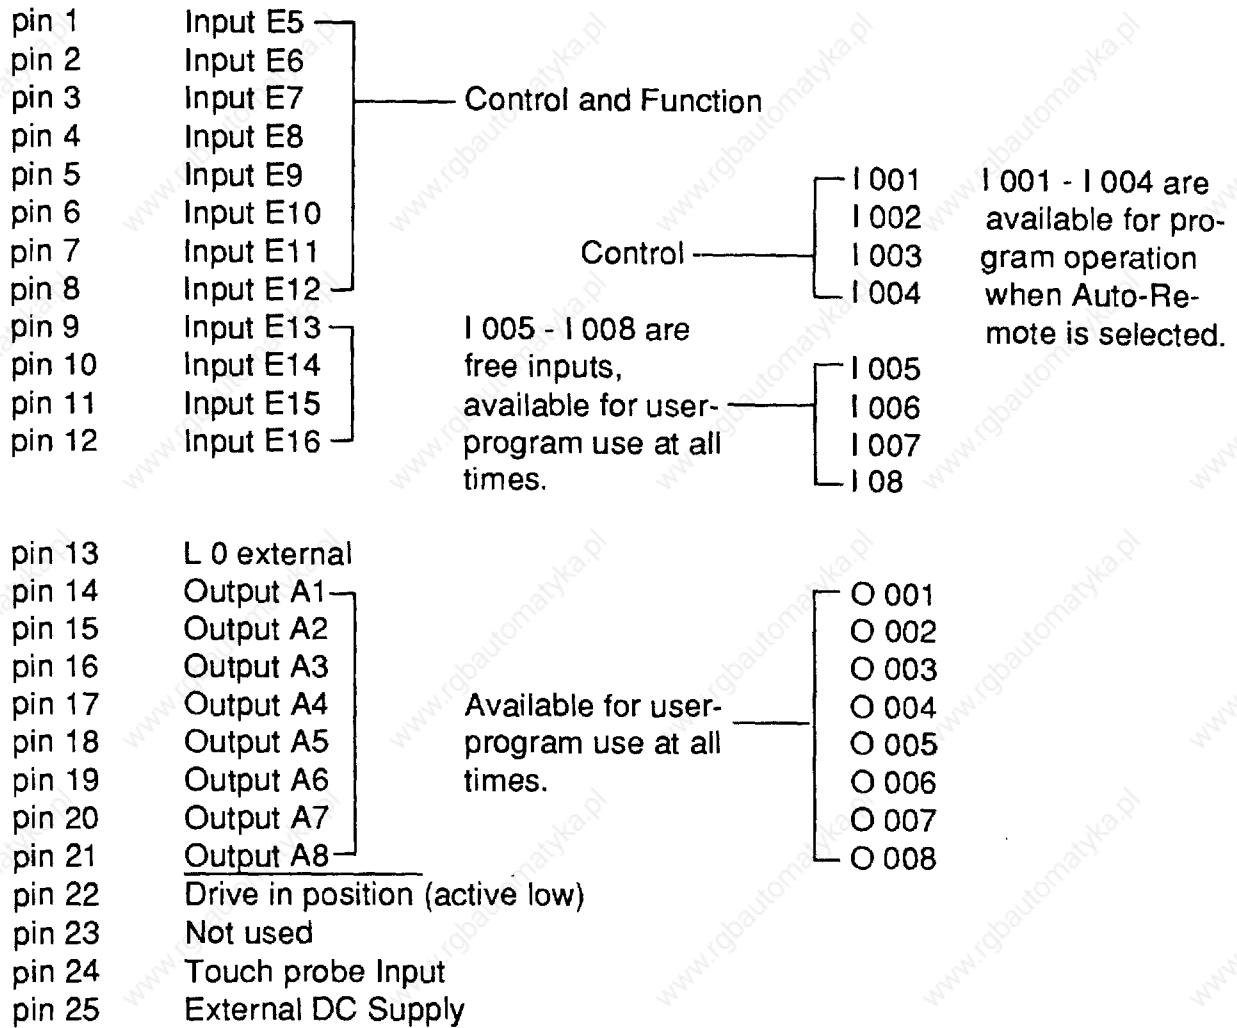 pin 1 Input E5
pin 2 Input E6
pin 3 Input E7 Control and Function
pin 4 Input E8
pin 5 Input E9 I 001 I 001 - I 004 are
pin 6 Input E10 I 002 available for pro-
pin 7 Input E11 Control I 003 gram operation
pin 8 Input E12 I 004 when Auto-Re-
pin 9 Input E13 I 005 - I 008 are mote is selected.
pin 10 Input E14 free inputs, I 005
pin 11 Input E15 available for user- I 006
pin 12 Input E16 program use at all I 007
times. I 08
pin 13 L 0 external
pin 14 Output A1 O 001
pin 15 Output A2 O 002
pin 16 Output A3 O 003
pin 17 Output A4 Available for user- O 004
pin 18 Output A5 program use at all O 005
pin 19 Output A6 times. O 006
pin 20 Output A7 O 007
pin 21 Output A8 O 008
pin 22 Drive in position (active low)
pin 23 Not used
pin 24 Touch probe Input
pin 25 External DC Supply
www.rgbautomatyka.pl